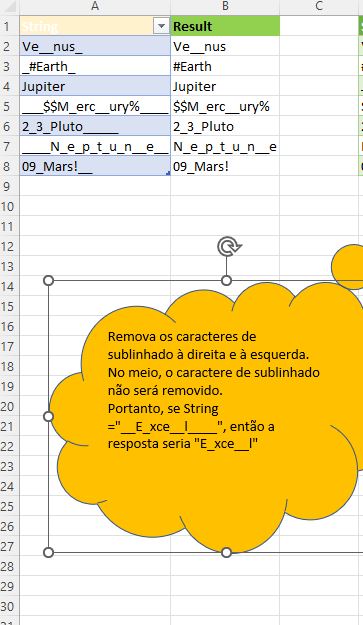 A B C
1 String Result
2 Ve__nus_ Ve__nus
3 _#Earth_ #Earth
4 Jupiter Jupiter
5 ___$$M_erc__ury%____ $$M_erc__ury%
6 2_3_Pluto_____ 2_3_Pluto
7 ____N_e_p_t_u_n__e__ N_e_p_t_u_n__e
8 09_Mars!__ 09_Mars!
9
10
11
12
13
14
15
16
17
18
19
20
21
22
23
24
25
26
27
28
29
30
Remova os caracteres de
sublinhado à direita e à esquerda.
No meio, o caractere de sublinhado
não será removido.
Portanto, se String
="__E_xce__l____", então a
resposta seria "E_xce__l"